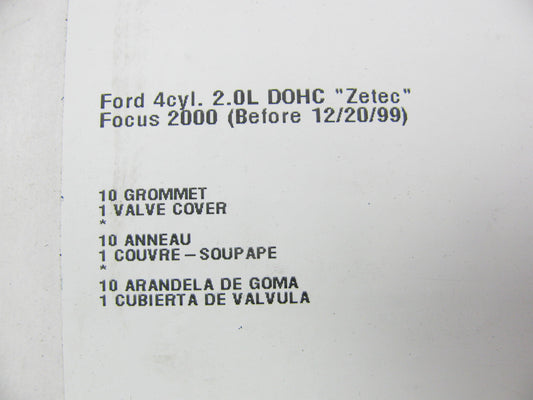 Ford 4cyl. 2.0L DOHC "Zetec"
Focus 2000 (Before 12/20/99)
10 GROMMET
1 VALVE COVER
*
10 ANNEAU
1 COUVRE-SOUPAPE
*
10 ARANDELA DE GOMA
1 CUBIERTA DE VALVULA